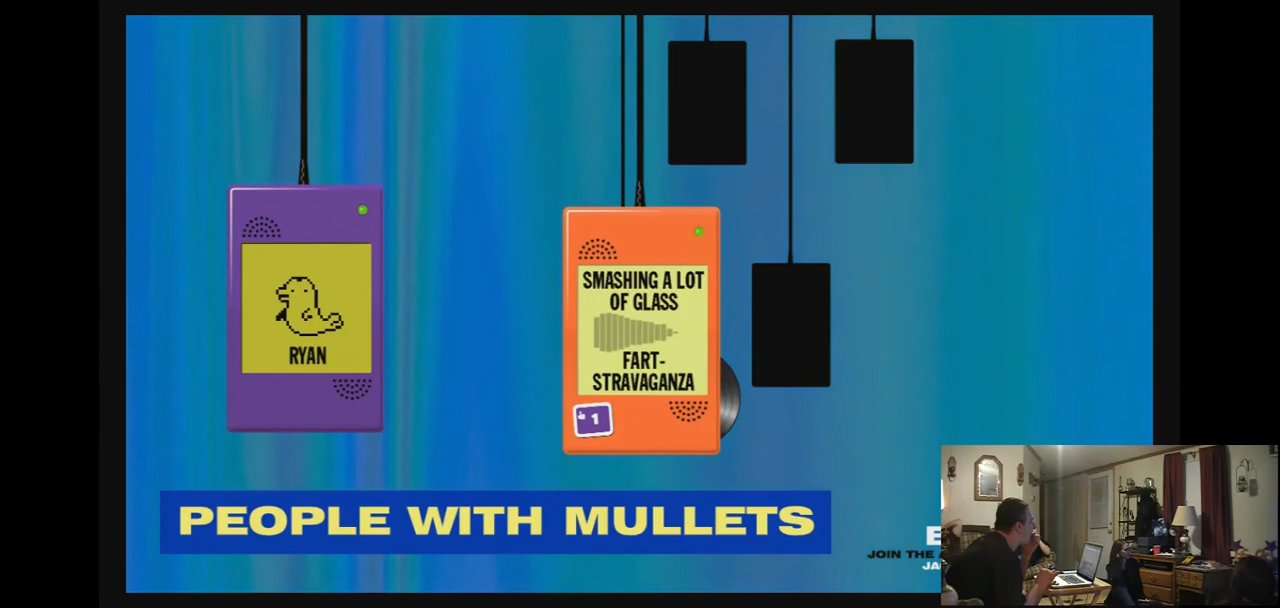 RYAN
SMASHING A LOT
OF GLASS
FART-
STRAVAGANZA
1
PEOPLE WITH MULLETS
JOIN THE